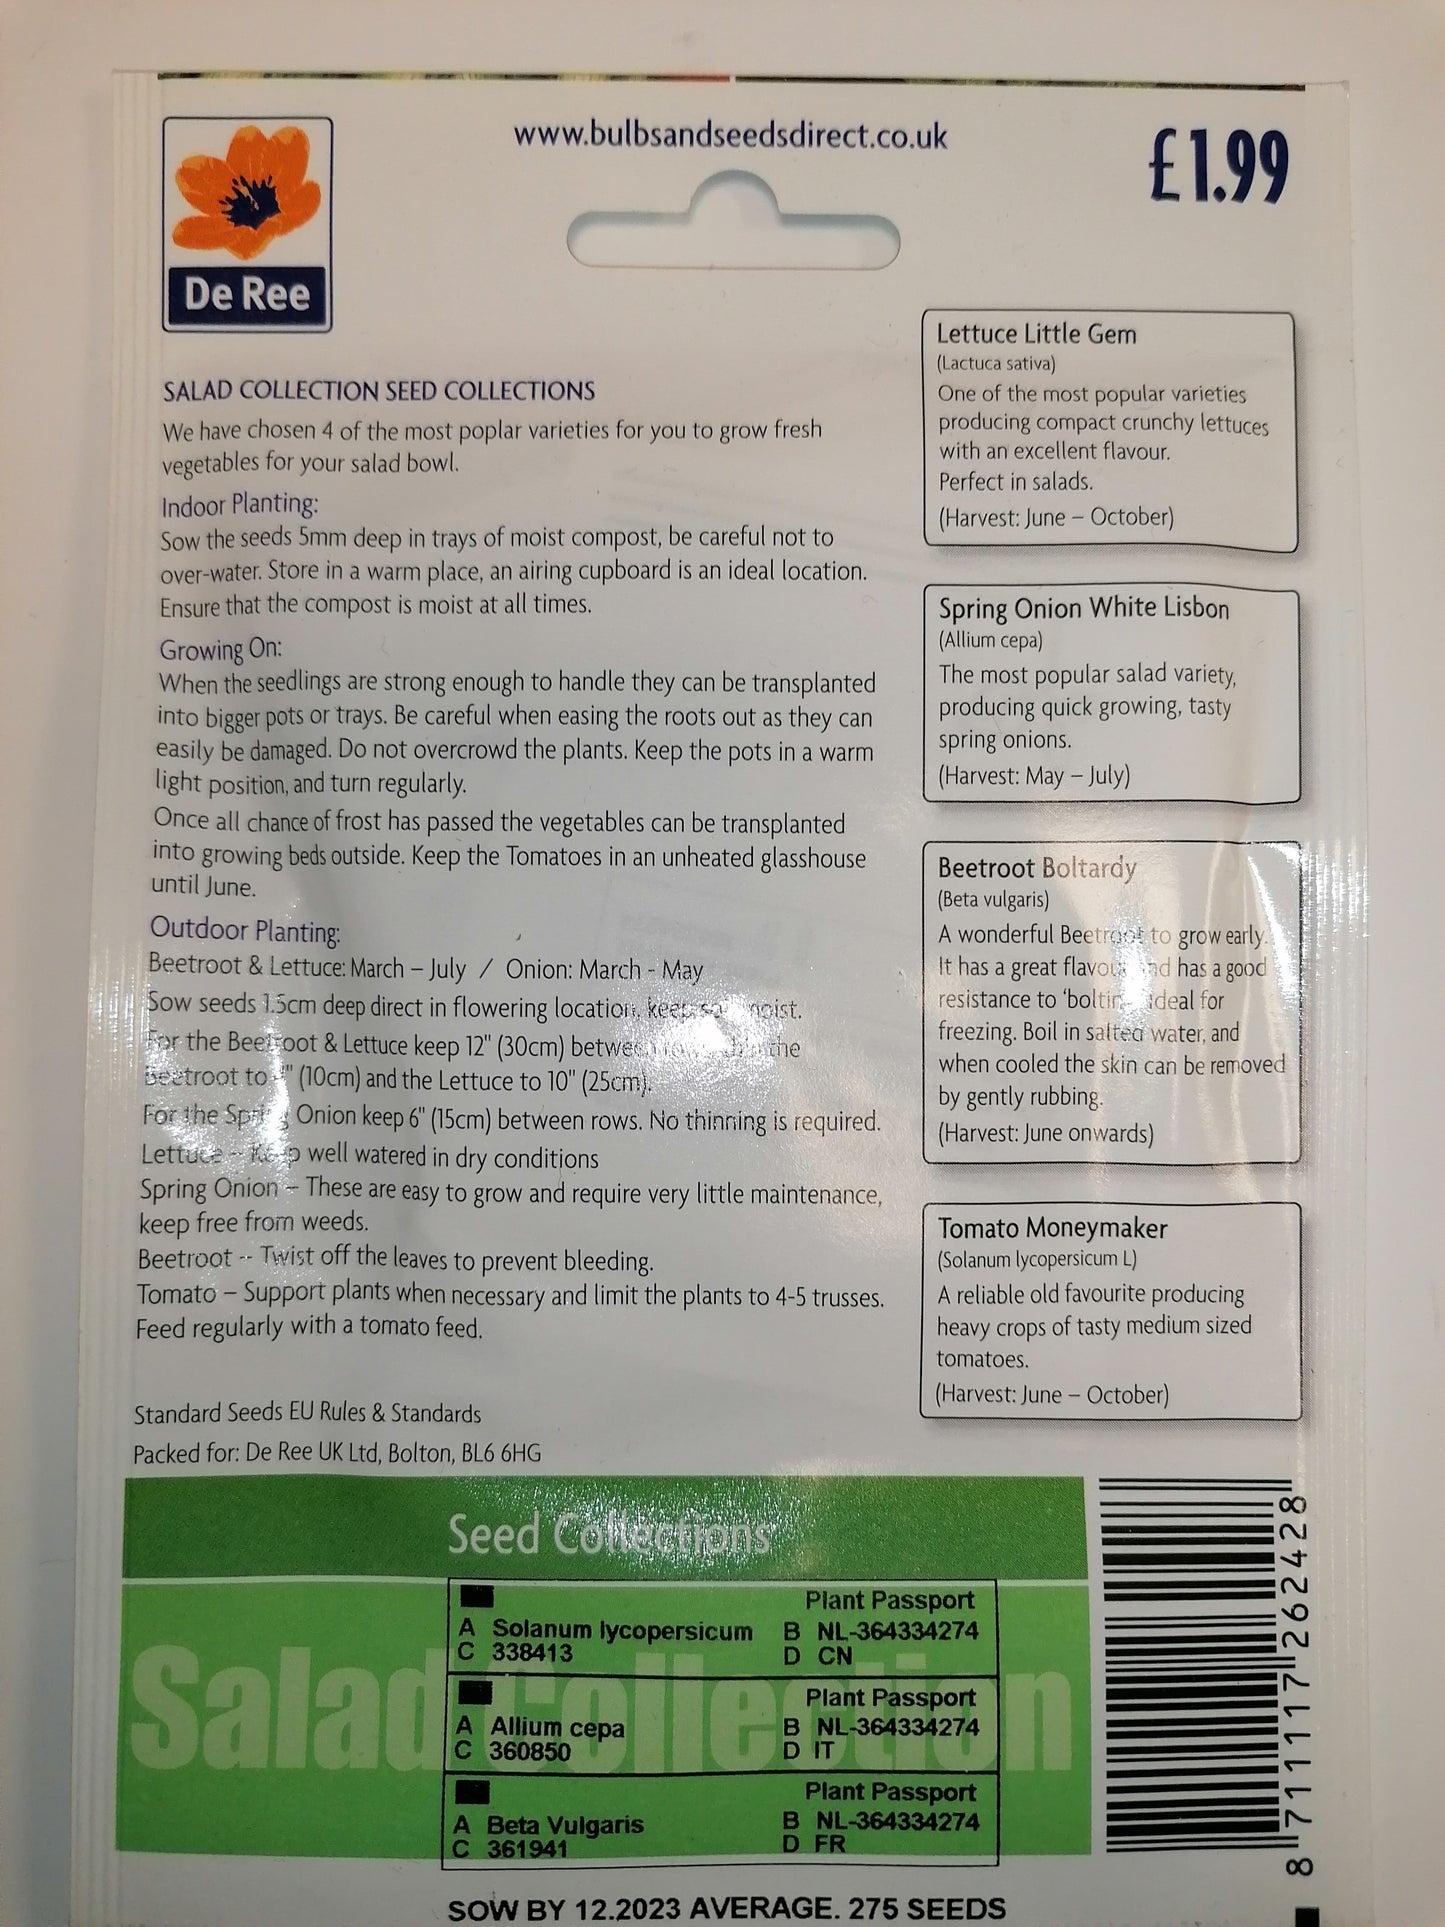 www.bulbsandseedsdirect.co.uk
£1.99
De Ree
SALAD COLLECTION SEED COLLECTIONS
We have chosen 4 of the most poplar varieties for you to grow fresh
vegetables for your salad bowl.
Indoor Planting:
Sow the seeds 5mm deep in trays of moist compost, be careful not to
over-water. Store in a warm place, an airing cupboard is an ideal location.
Ensure that the compost is moist at all times.
Growing On:
When the seedlings are strong enough to handle they can be transplanted
into bigger pots or trays. Be careful when easing the roots out as they can
easily be damaged. Do not overcrowd the plants. Keep the pots in a warm
light position, and turn regularly.
Once all chance of frost has passed the vegetables can be transplanted
into growing beds outside. Keep the Tomatoes in an unheated glasshouse
until June.
Outdoor Planting:
Beetroot & Lettuce: March – July / Onion: March - May
Sow seeds 1.5cm deep direct in flowering location, keep moist.
For the Beetroot & Lettuce keep 12" (30cm) between the
Beetroot to (10cm) and the Lettuce to 10" (25cm).
For the Spring Onion keep 6" (15cm) between rows. No thinning is required.
Lettuce -- Keep well watered in dry conditions
Spring Onion – These are easy to grow and require very little maintenance,
keep free from weeds.
Beetroot -- Twist off the leaves to prevent bleeding.
Tomato – Support plants when necessary and limit the plants to 4-5 trusses.
Feed regularly with a tomato feed.
Standard Seeds EU Rules & Standards
Packed for: De Ree UK Ltd, Bolton, BL6 6HG
Lettuce Little Gem
(Lactuca sativa)
One of the most popular varieties
producing compact crunchy lettuces
with an excellent flavour.
Perfect in salads.
(Harvest: June – October)
Spring Onion White Lisbon
(Allium cepa)
The most popular salad variety,
producing quick growing, tasty
spring onions.
(Harvest: May – July)
Beetroot Boltardy
(Beta vulgaris)
A wonderful Beetroot to grow early.
It has a great flavour and has a good
resistance to ‘bolting’ ideal for
freezing. Boil in salted water, and
when cooled the skin can be removed
by gently rubbing.
(Harvest: June onwards)
Tomato Moneymaker
(Solanum lycopersicum L)
A reliable old favourite producing
heavy crops of tasty medium sized
tomatoes.
(Harvest: June – October)
Seed Collections
Salad Collection
Plant Passport
A Solanum lycopersicum B NL-364334274
C 338413 D CN
Plant Passport
A Allium cepa B NL-364334274
C 360850 D IT
Plant Passport
A Beta Vulgaris B NL-364334274
C 361941 D FR
SOW BY 12.2023 AVERAGE. 275 SEEDS
8 711117 262428